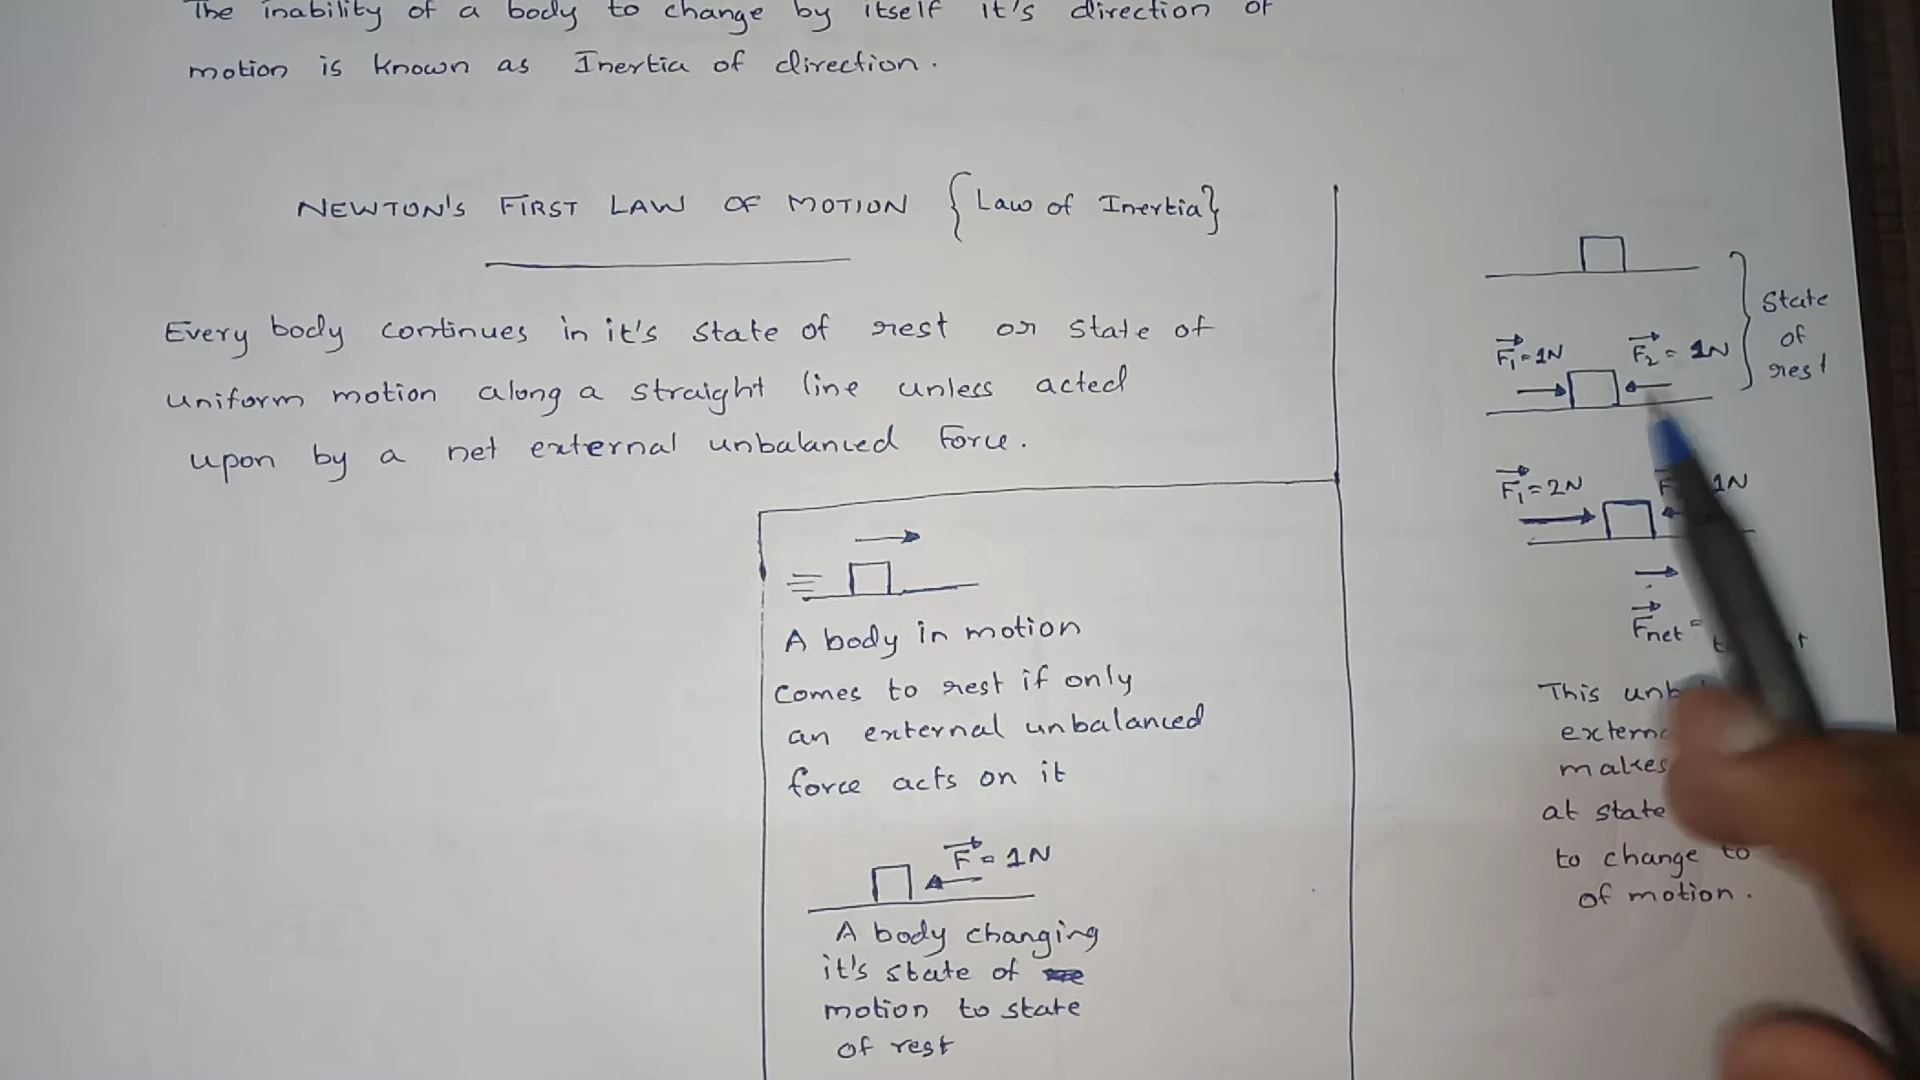 The inability of a body to change by itself it's direction of
motion is known as Inertia of direction.
NEWTON'S FIRST LAW OF MOTION {Law of Inertia}
Every body continues in it's state of rest or state of
uniform motion along a straight line unless acted
upon by a net external unbalanced Force.
A body in motion
comes to rest if only
an external unbalanced
force acts on it
F = 1N
A body changing
it's state of
motion to state
of rest
State
of
rest
F1 = 1N F2 = 1N
F1 = 2N 1N
Fnet =
This
makes
at state
to change to
of motion.